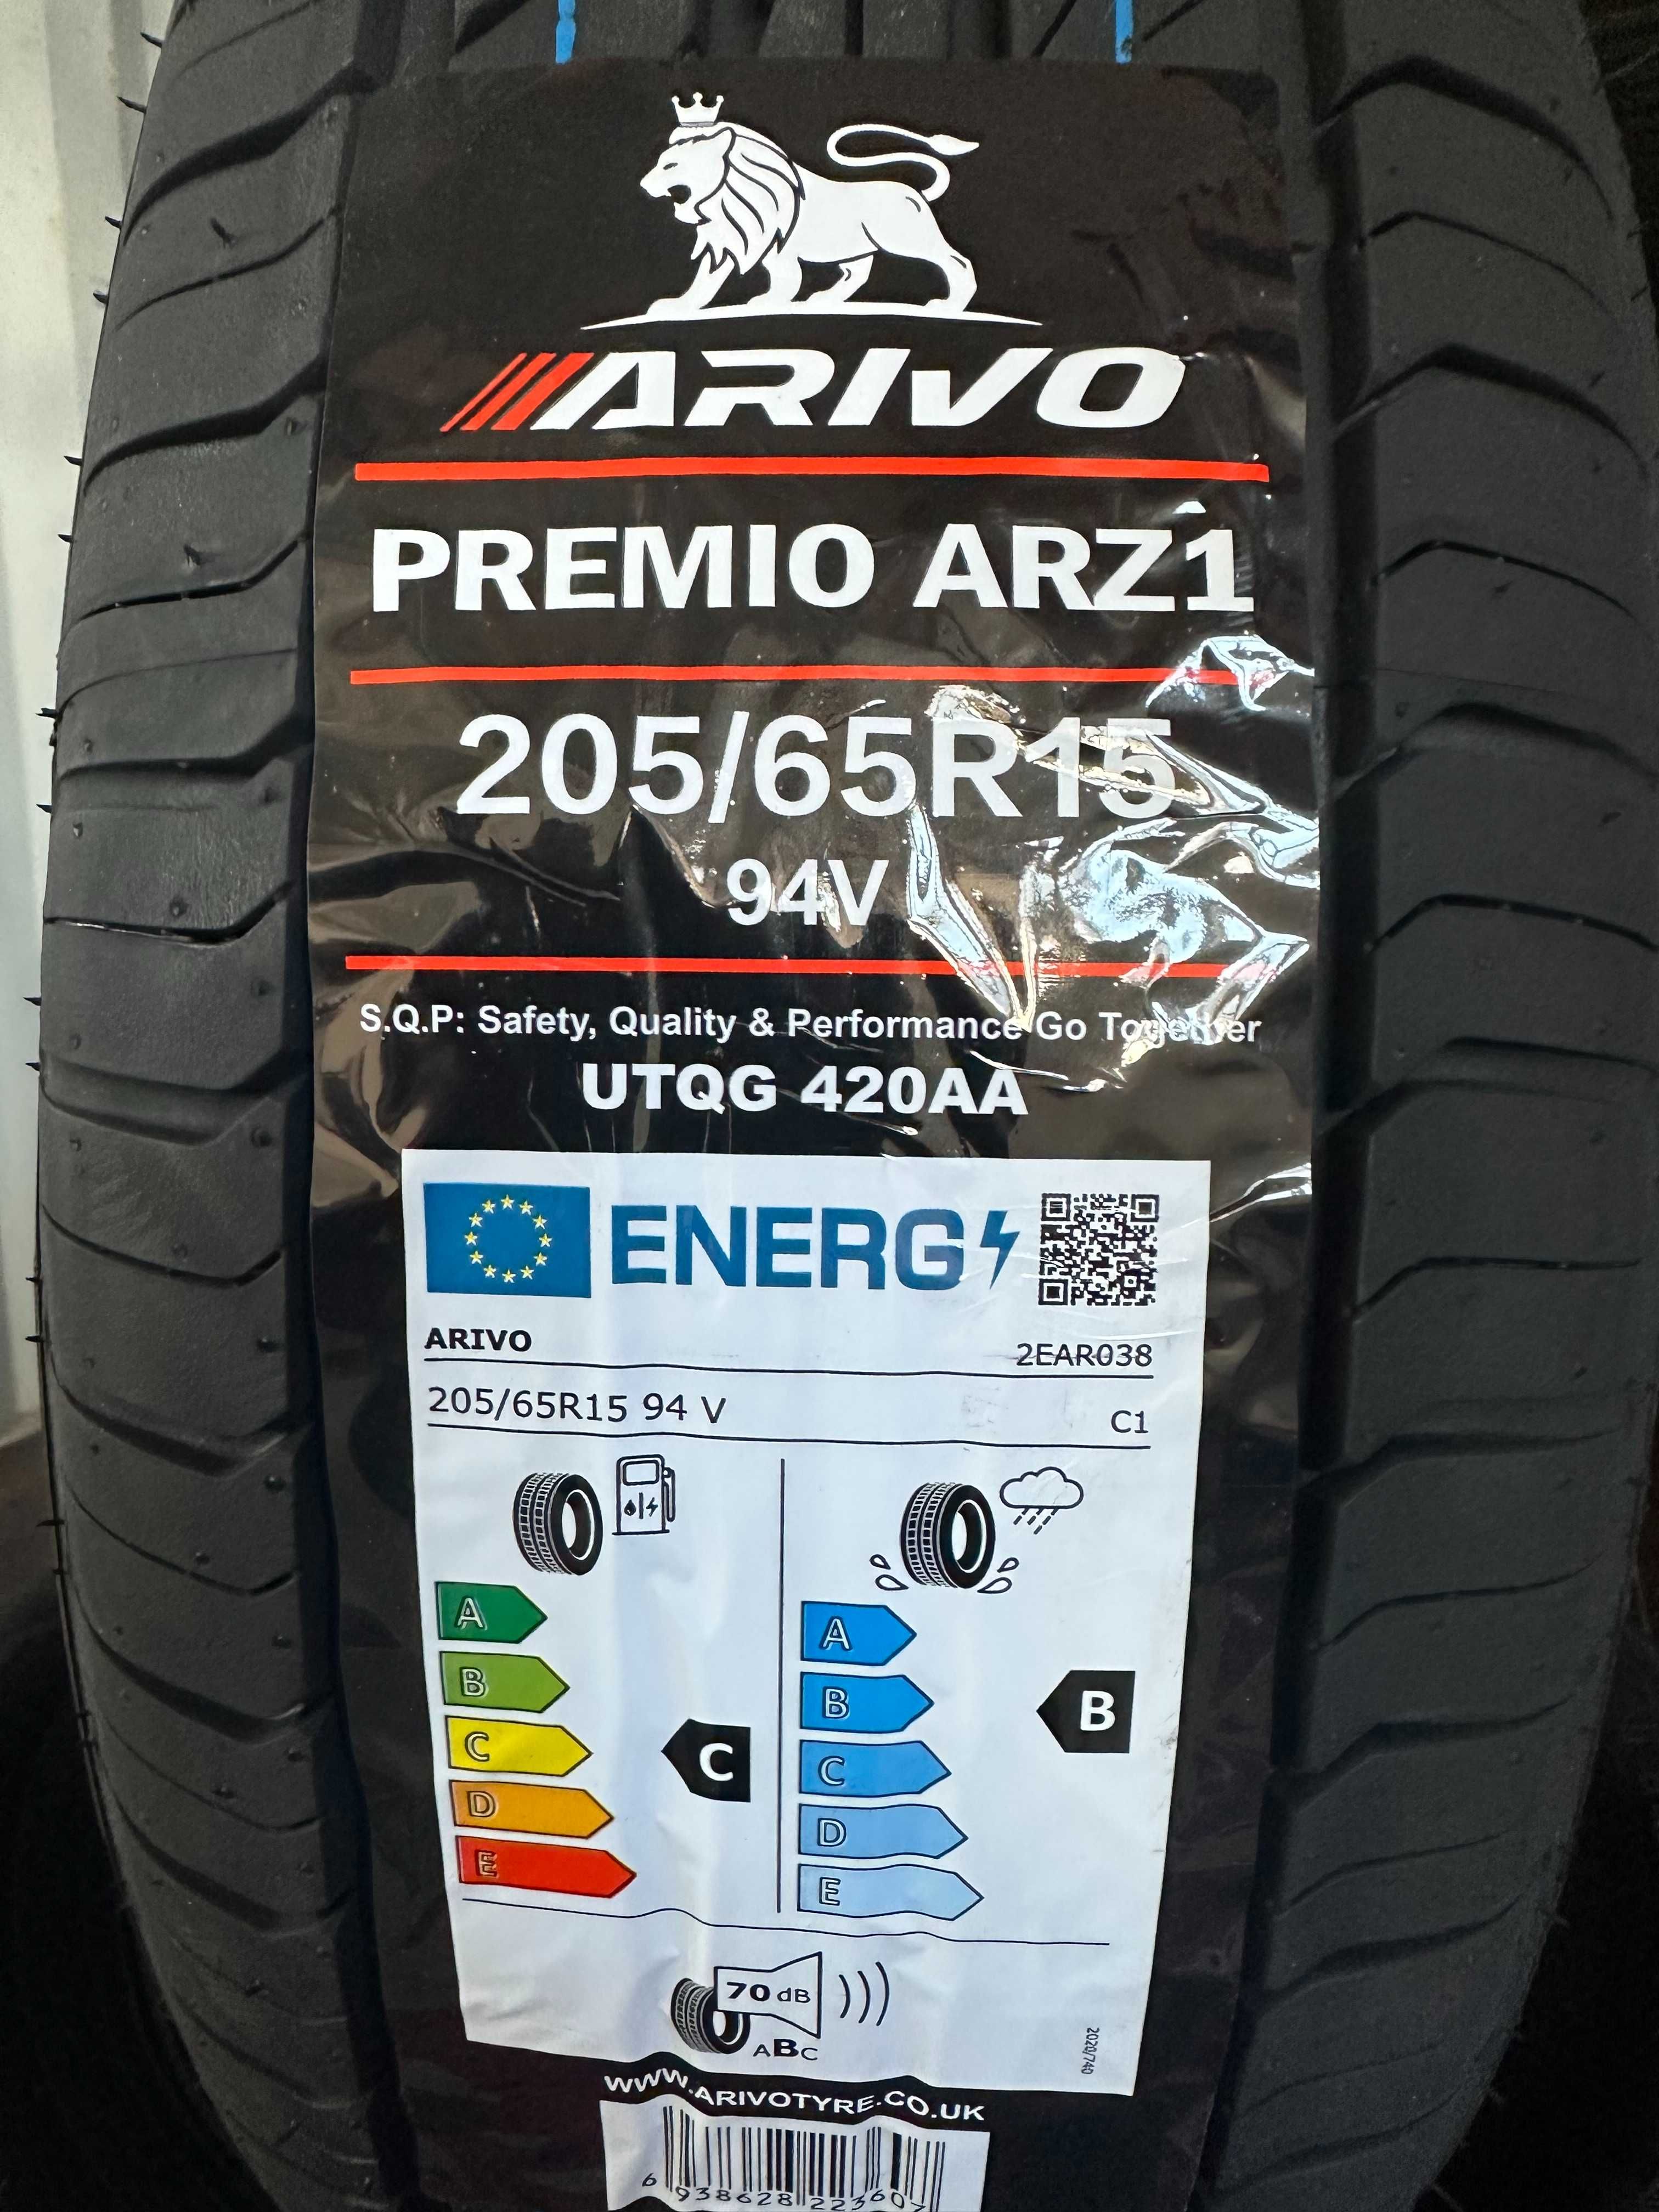 ARIVO
PREMIO ARZ1
205/65R15
94V
S.Q.P: Safety, Quality & Performance Go Together
UTQG 420AA
ENERG
ARIVO 2EAR038
205/65R15 94 V C1
A A
B B B
C C C
D D
E E
70 dB
ABC
2020/740
WWW.ARIVOTYRE.CO.UK
6 938628 223607